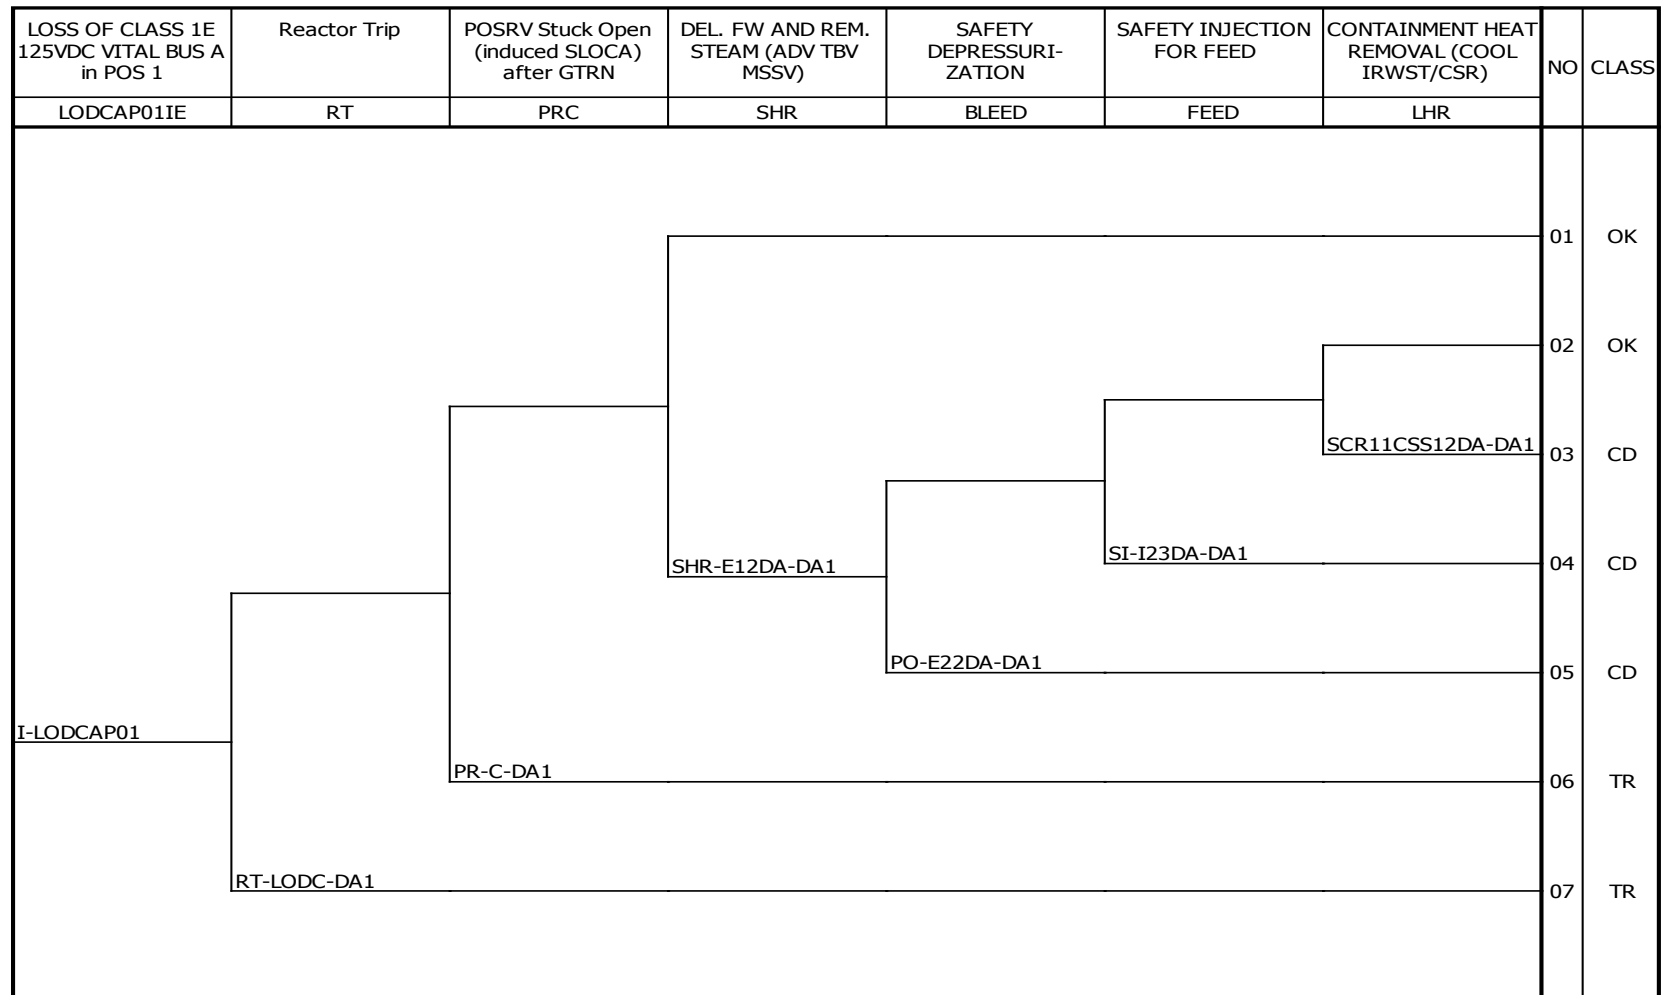 LOSS OF CLASS 1E
125VDC VITAL BUS A
in POS 1
Reactor Trip
POSRV Stuck Open
(induced SLOCA)
after GTRN
DEL. FW AND REM.
STEAM (ADV TBV
MSSV)
SAFETY
DEPRESSURI-
ZATION
SAFETY INJECTION
FOR FEED
CONTAINMENT HEAT
REMOVAL (COOL
IRWST/CSR)
NO
CLASS
LODCAP01IE
RT
PRC
SHR
BLEED
FEED
LHR
01 OK
02 OK
SCR11CSS12DA-DA1
03 CD
SI-I23DA-DA1
04 CD
SHR-E12DA-DA1
PO-E22DA-DA1
05 CD
I-LODCAP01
PR-C-DA1
06 TR
RT-LODC-DA1
07 TR